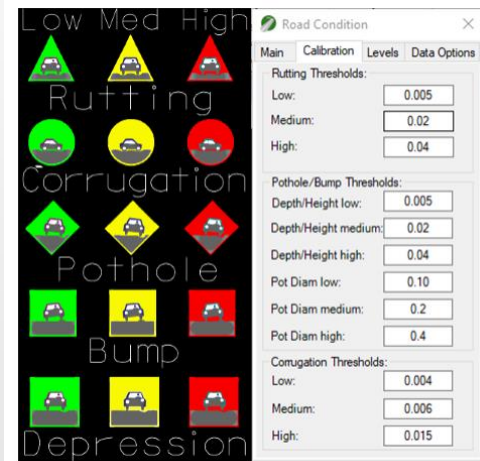 Low Med High
Rutting
Corrugation
Pothole
Bump
Depression
Road Condition
Main Calibration Levels Data Options
Rutting Thresholds:
Low: 0.005
Medium: 0.02
High: 0.04
Pothole/Bump Thresholds:
Depth/Height low: 0.005
Depth/Height medium: 0.02
Depth/Height high: 0.04
Pot Diam low: 0.10
Pot Diam medium: 0.2
Pot Diam high: 0.4
Corrugation Thresholds:
Low: 0.004
Medium: 0.006
High: 0.015